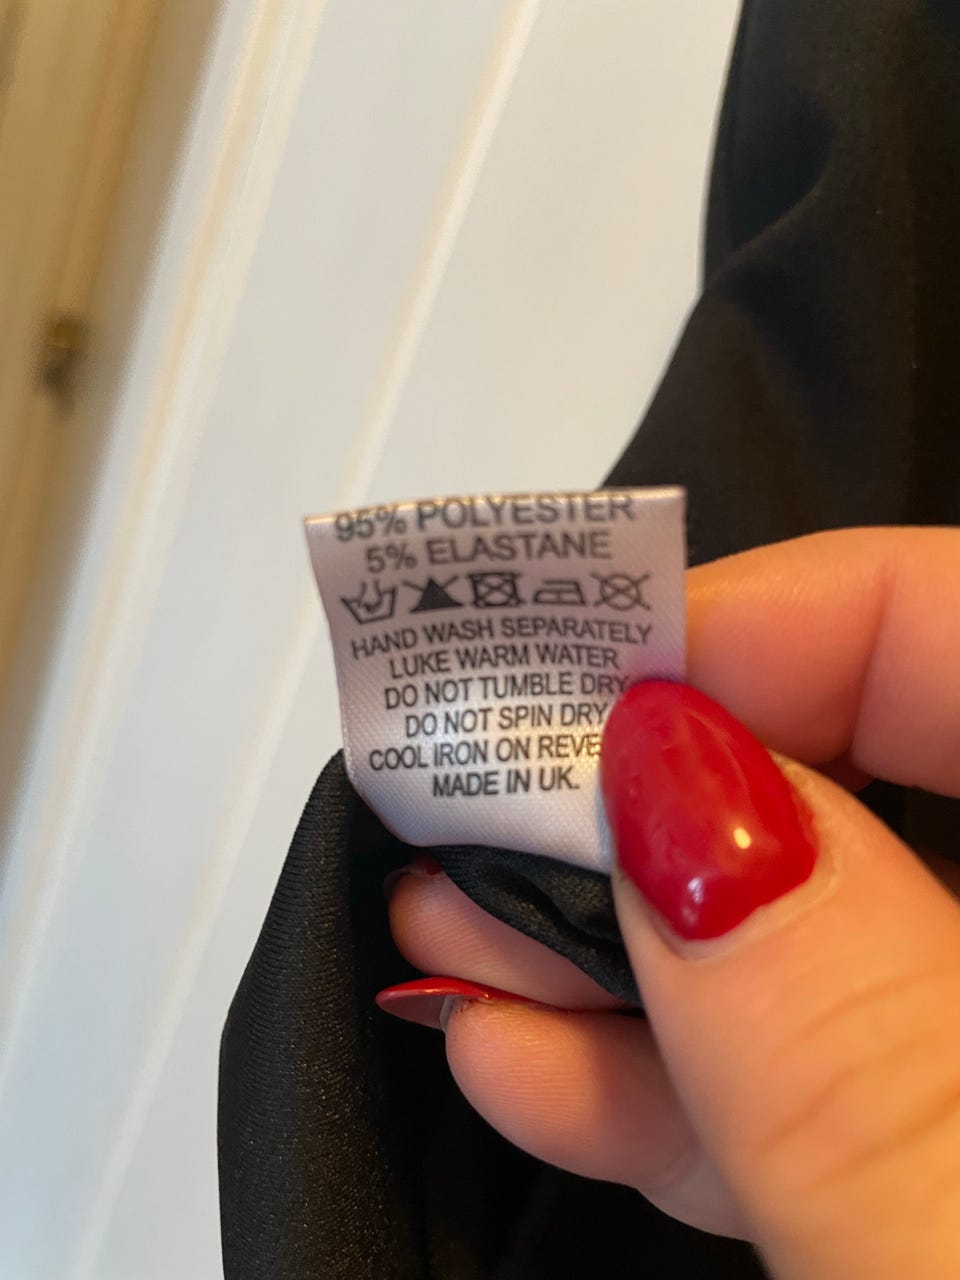 95% POLYESTER
5% ELASTANE
HAND WASH SEPARATELY
LUKE WARM WATER
DO NOT TUMBLE DRY
DO NOT SPIN DRY
COOL IRON ON REVE
MADE IN UK.